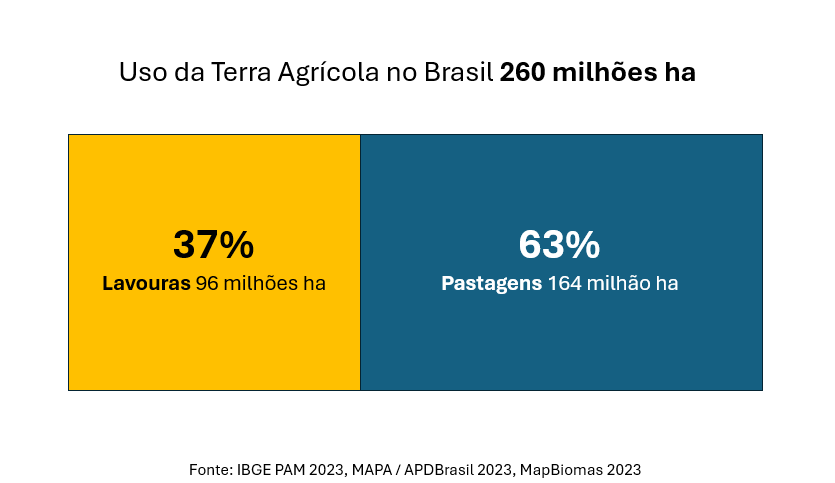 Uso da Terra Agrícola no Brasil 260 milhões ha
37%
Lavouras 96 milhões ha
63%
Pastagens 164 milhão ha
Fonte: IBGE PAM 2023, MAPA / APDBrasil 2023, MapBiomas 2023